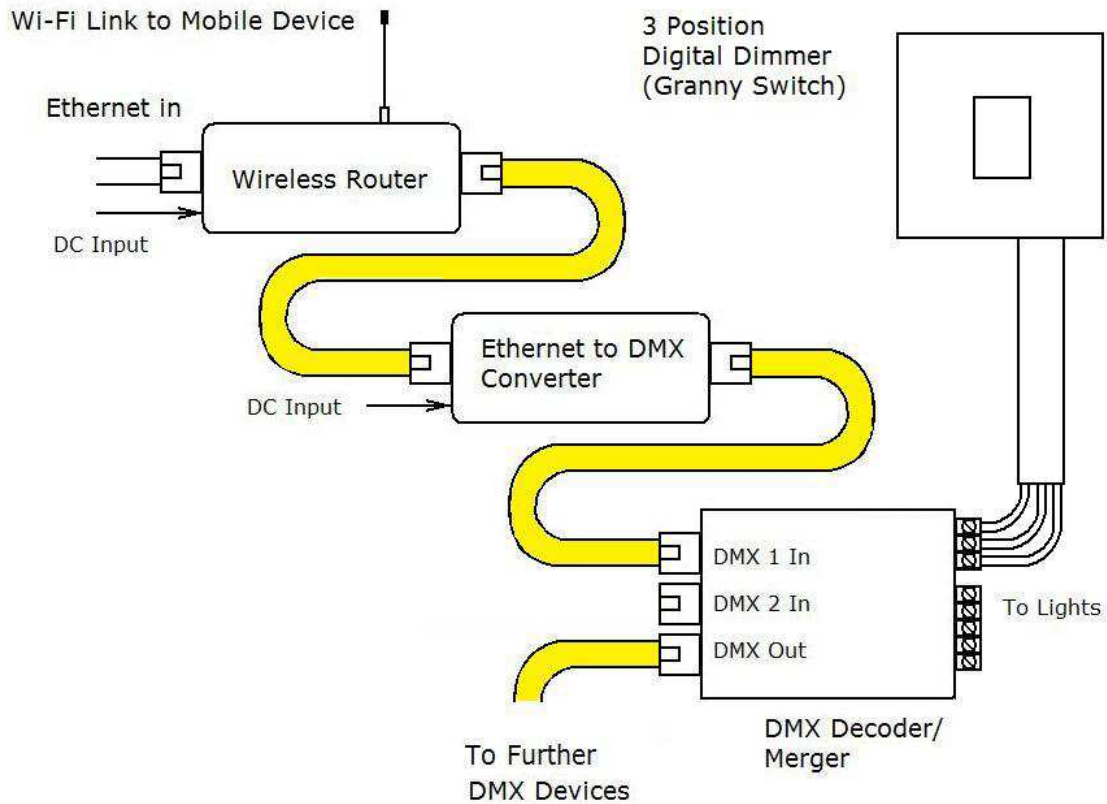 Wi-Fi Link to Mobile Device
3 Position
Digital Dimmer
(Granny Switch)
Ethernet in
Wireless Router
DC Input
Ethernet to DMX
Converter
DC Input
DMX 1 In
DMX 2 In
To Lights
DMX Out
DMX Decoder/
Merger
To Further
DMX Devices